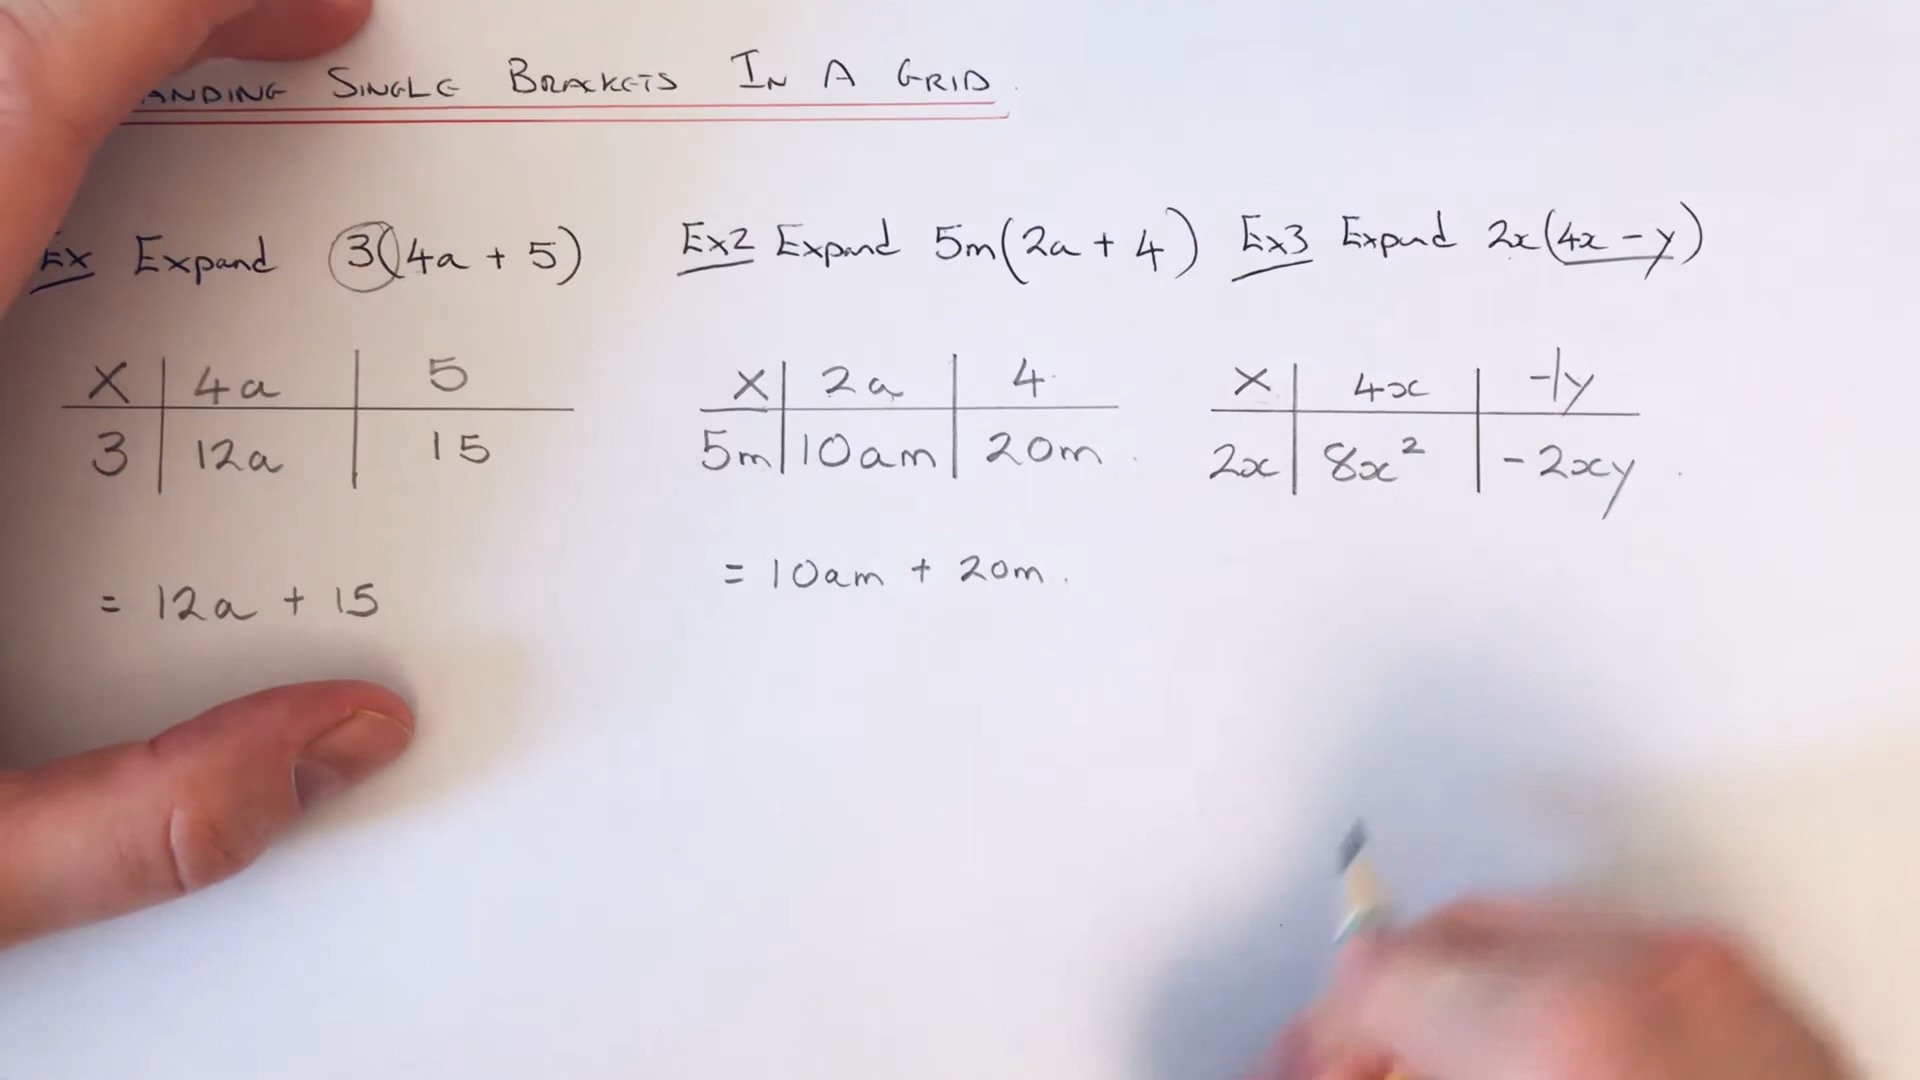 ANDING SINGLE BRACKETS IN A GRID
Ex Expand 3(4a + 5)
× 4a 5
3 12a 15
= 12a + 15
Ex2 Expand 5m(2a + 4)
× 2a 4
5m 10am 20m
= 10am + 20m.
Ex3 Expand 2x(4x - y)
× 4x -1y
2x 8x² -2xy